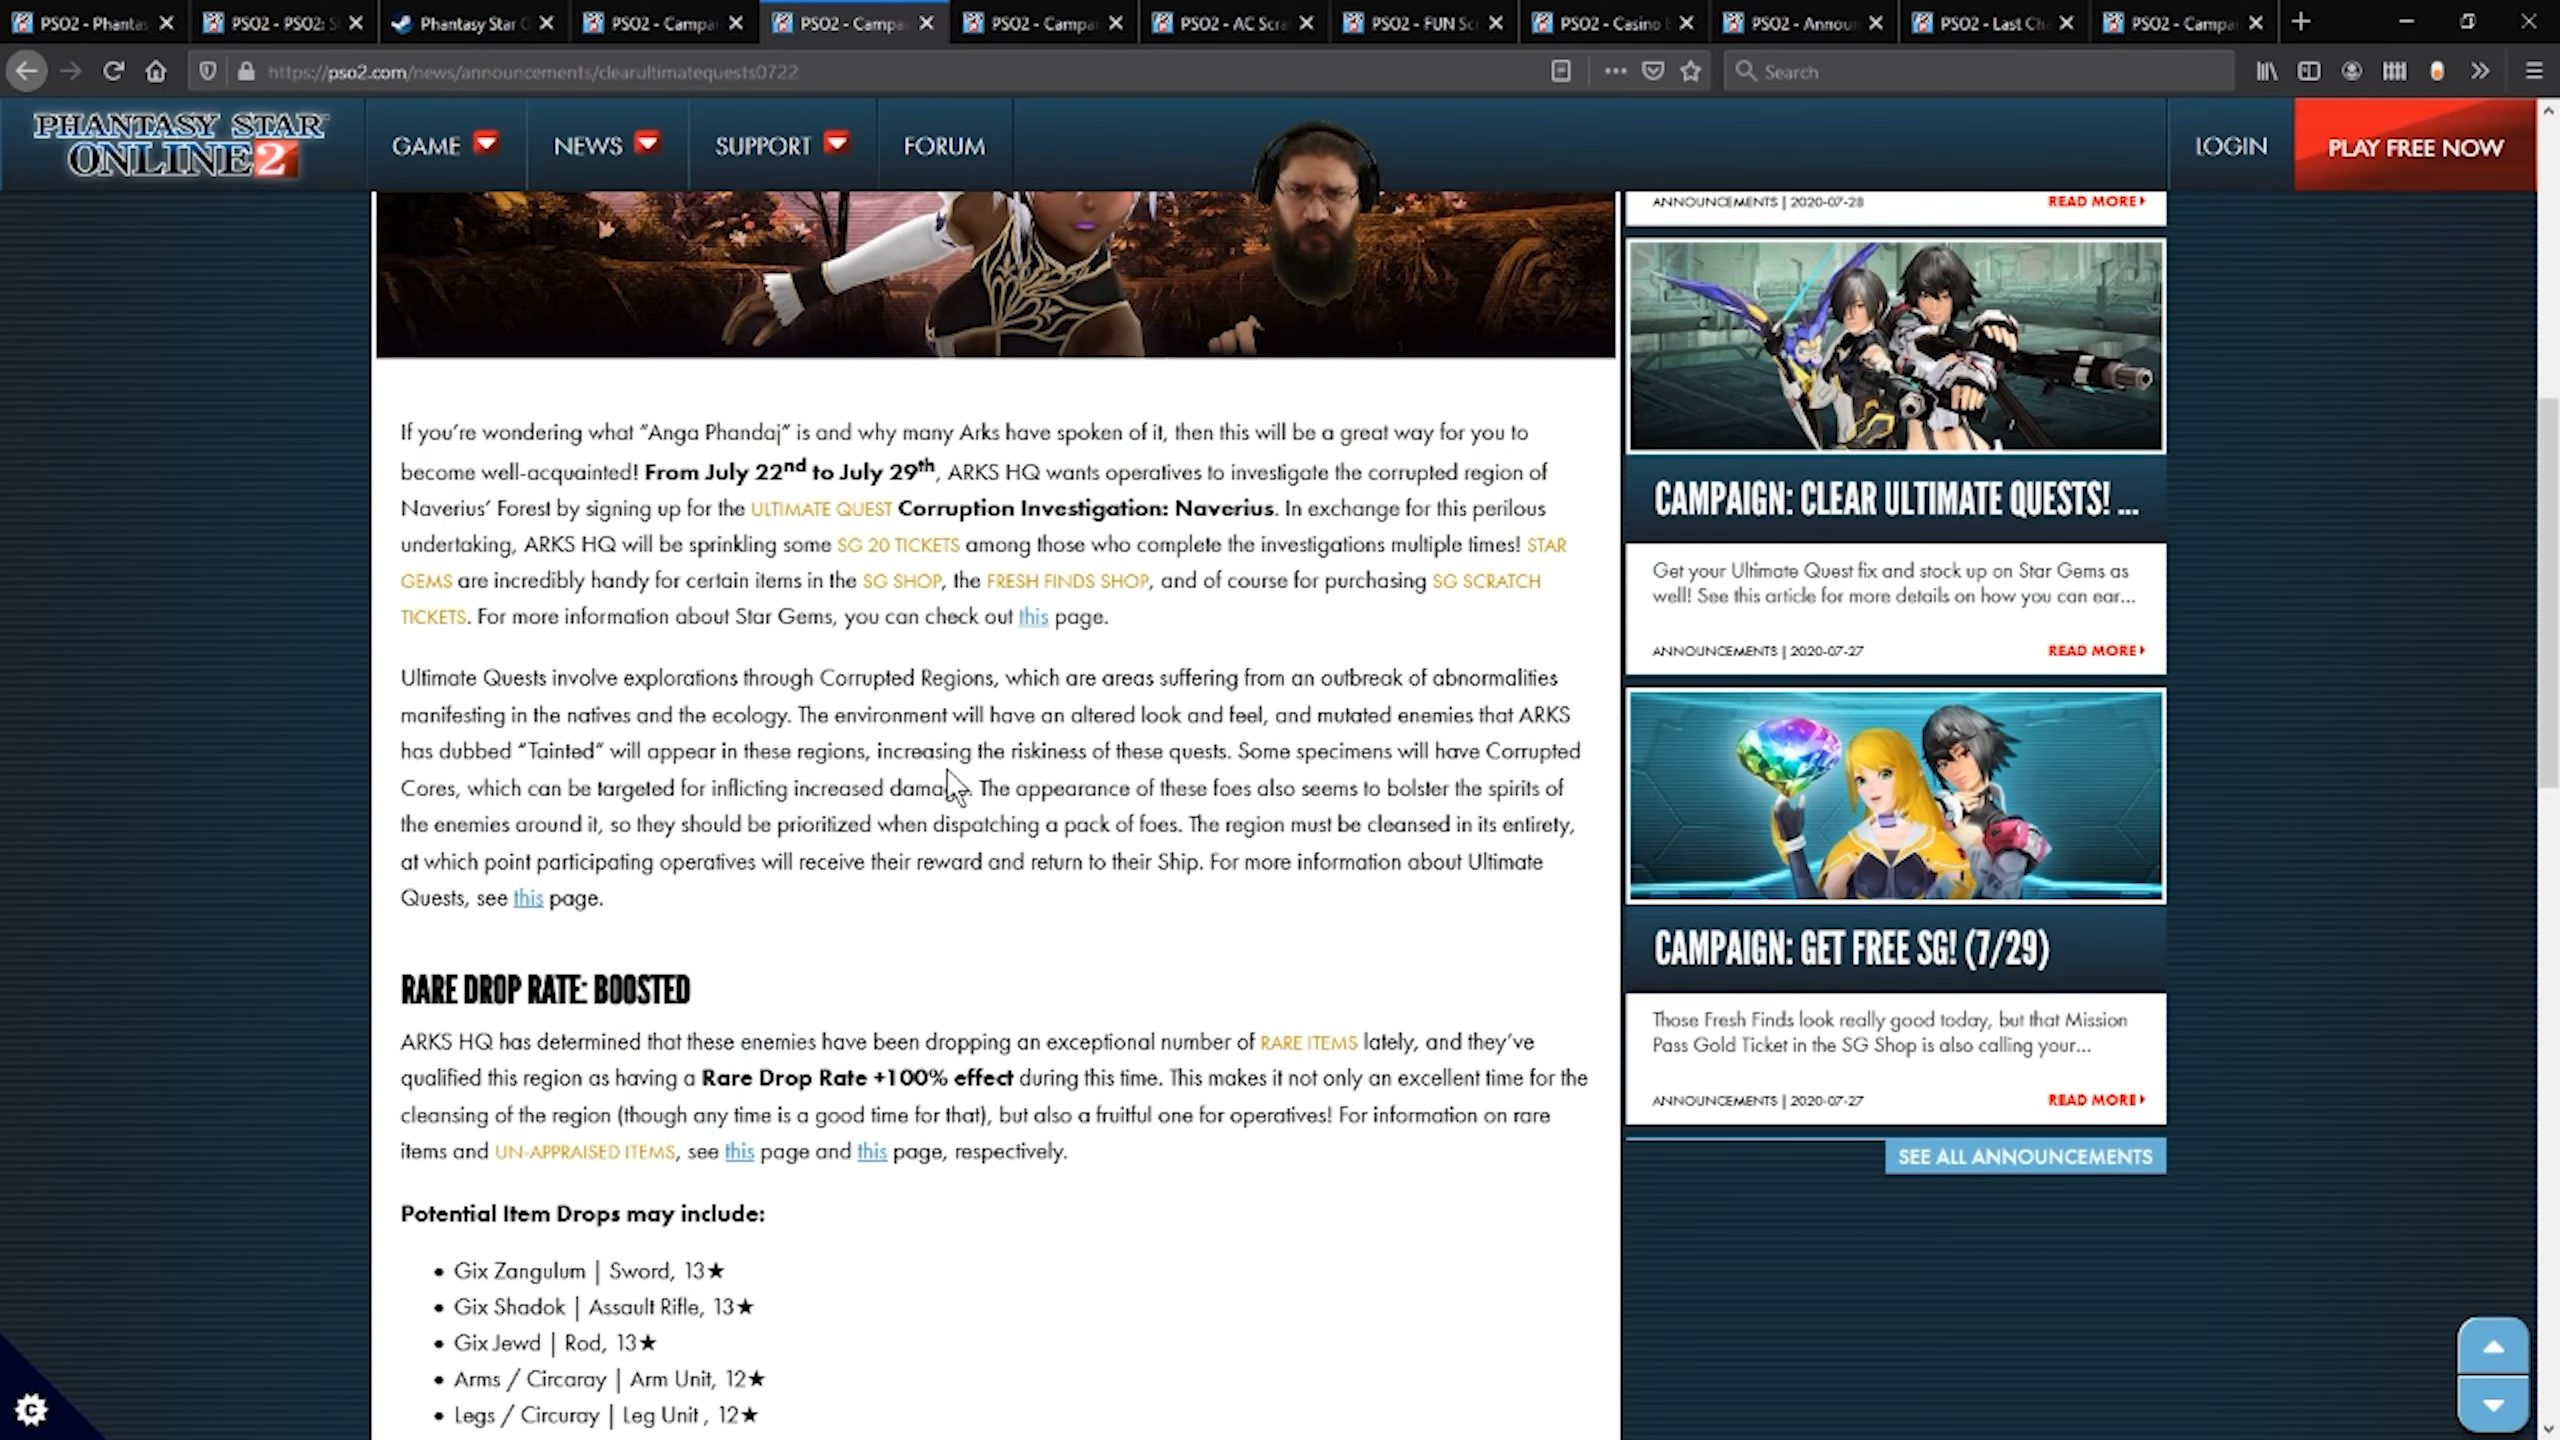 PSO2 - Phantas
PSO2 - PSO2: S
Phantasy Star O
PSO2 - Campai
PSO2 - Campai
PSO2 - Campai
PSO2 - AC Scra
PSO2 - FUN Scr
PSO2 - Casino
PSO2 - Announ
PSO2 - Last Ch
PSO2 - Campai
https://pso2.com/news/announcements/clearultimatequests0722
Search
PHANTASY STAR
ONLINE 2
GAME
NEWS
SUPPORT
FORUM
LOGIN
PLAY FREE NOW
If you're wondering what "Anga Phandaj" is and why many Arks have spoken of it, then this will be a great way for you to
become well-acquainted! From July 22nd to July 29th, ARKS HQ wants operatives to investigate the corrupted region of
Naverius' Forest by signing up for the ULTIMATE QUEST Corruption Investigation: Naverius. In exchange for this perilous
undertaking, ARKS HQ will be sprinkling some SG 20 TICKETS among those who complete the investigations multiple times! STAR
GEMS are incredibly handy for certain items in the SG SHOP, the FRESH FINDS SHOP, and of course for purchasing SG SCRATCH
TICKETS. For more information about Star Gems, you can check out this page.
Ultimate Quests involve explorations through Corrupted Regions, which are areas suffering from an outbreak of abnormalities
manifesting in the natives and the ecology. The environment will have an altered look and feel, and mutated enemies that ARKS
has dubbed "Tainted" will appear in these regions, increasing the riskiness of these quests. Some specimens will have Corrupted
Cores, which can be targeted for inflicting increased damage. The appearance of these foes also seems to bolster the spirits of
the enemies around it, so they should be prioritized when dispatching a pack of foes. The region must be cleansed in its entirety,
at which point participating operatives will receive their reward and return to their Ship. For more information about Ultimate
Quests, see this page.
RARE DROP RATE: BOOSTED
ARKS HQ has determined that these enemies have been dropping an exceptional number of RARE ITEMS lately, and they've
qualified this region as having a Rare Drop Rate +100% effect during this time. This makes it not only an excellent time for the
cleansing of the region (though any time is a good time for that), but also a fruitful one for operatives! For information on rare
items and UN-APPRAISED ITEMS, see this page and this page, respectively.
Potential Item Drops may include:
• Gix Zangulum | Sword, 13★
• Gix Shadok | Assault Rifle, 13★
• Gix Jewd | Rod, 13★
• Arms / Circaray | Arm Unit, 12★
• Legs / Circuray | Leg Unit , 12★
ANNOUNCEMENTS | 2020-07-28
READ MORE
CAMPAIGN: CLEAR ULTIMATE QUESTS! ...
Get your Ultimate Quest fix and stock up on Star Gems as
well! See this article for more details on how you can ear...
ANNOUNCEMENTS | 2020-07-27
READ MORE
CAMPAIGN: GET FREE SG! (7/29)
Those Fresh Finds look really good today, but that Mission
Pass Gold Ticket in the SG Shop is also calling your...
ANNOUNCEMENTS | 2020-07-27
READ MORE
SEE ALL ANNOUNCEMENTS